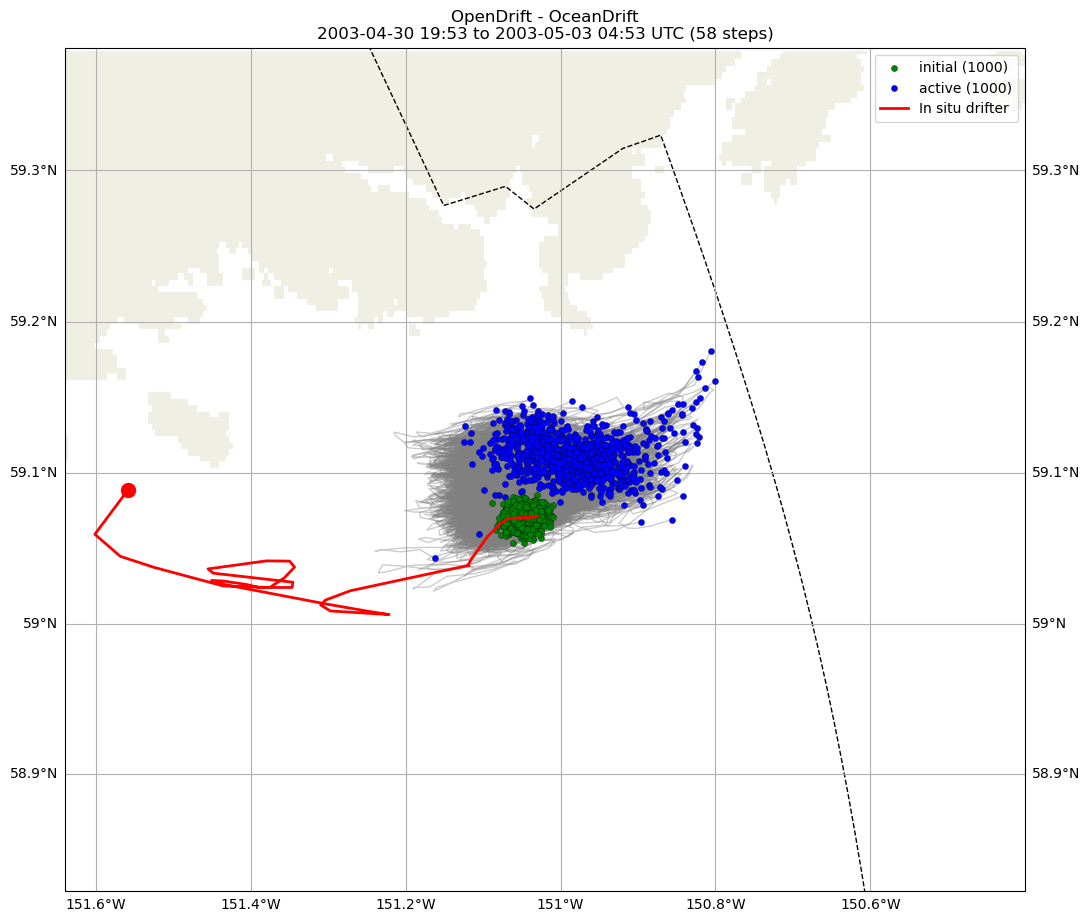 OpenDrift - OceanDrift
2003-04-30 19:53 to 2003-05-03 04:53 UTC (58 steps)
initial (1000)
active (1000)
In situ drifter
59.3°N 59.3°N
59.2°N 59.2°N
59.1°N 59.1°N
59°N 59°N
58.9°N 58.9°N
151.6°W 151.4°W 151.2°W 151°W 150.8°W 150.6°W